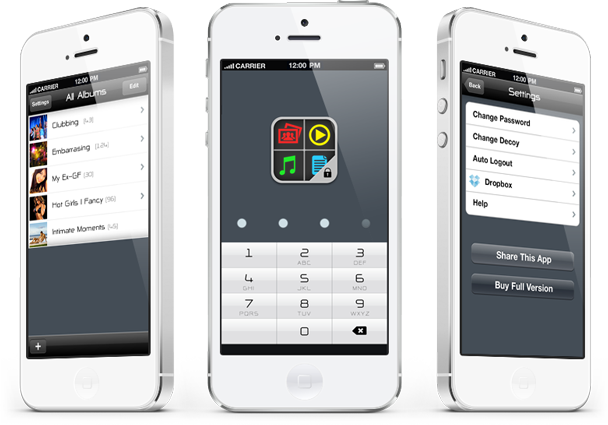 CARRIER
12:00 PM
Settings
All Albums
Edit
Clubbing (43)
Embarrasing (124)
My Ex-GF (30)
Hot Girls I Fancy (96)
Intimate Moments (45)
+
CARRIER
12:00 PM
1 2 3
ABC DEF
4 5 6
GHI JKL MNO
7 8 9
PQRS TUV WXYZ
0
CARRIER
12:00 PM
Back
Settings
Change Password
Change Decoy
Auto Logout
Dropbox
Help
Share This App
Buy Full Version